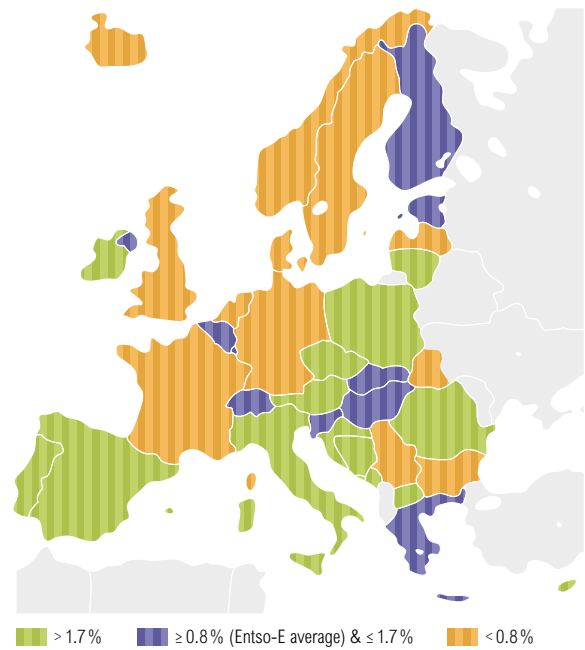 > 1.7 % ≥ 0.8 % (Entso-E average) & ≤ 1.7 % < 0.8 %